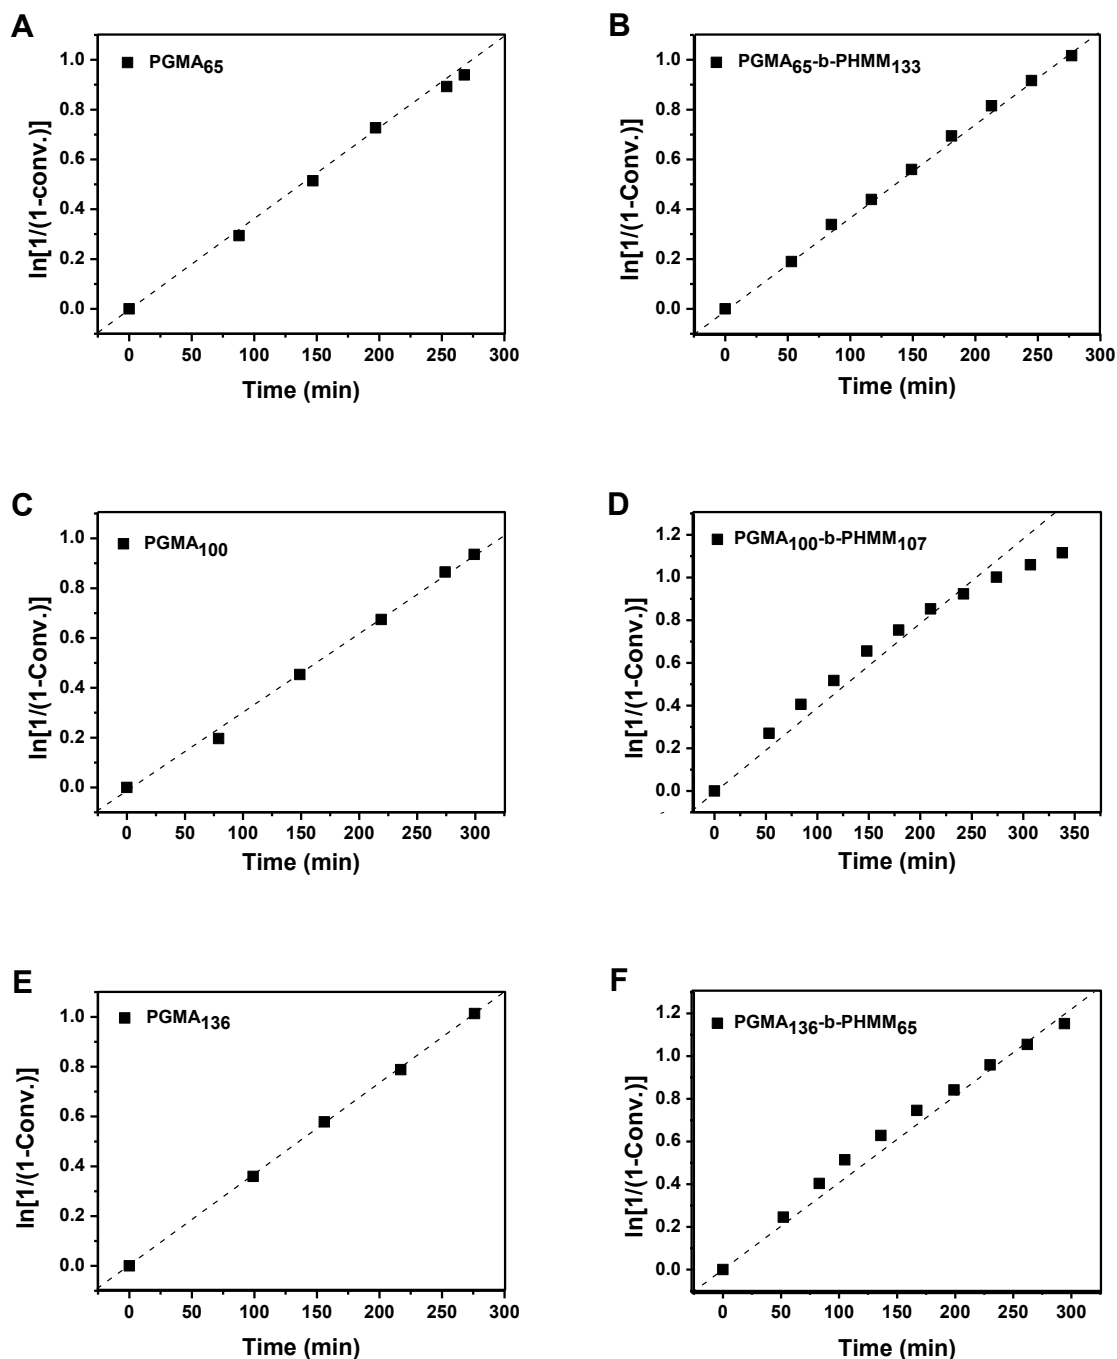 A
PGMA65
ln[1/(1-conv.)]
1.0
0.8
0.6
0.4
0.2
0.0
0 50 100 150 200 250 300
Time (min)
B
PGMA65-b-PHMM133
ln[1/(1-Conv.)]
1.0
0.8
0.6
0.4
0.2
0.0
0 50 100 150 200 250 300
Time (min)
C
PGMA100
ln[1/(1-Conv.)]
1.0
0.8
0.6
0.4
0.2
0.0
0 50 100 150 200 250 300
Time (min)
D
PGMA100-b-PHMM107
ln[1/(1-Conv.)]
1.2
1.0
0.8
0.6
0.4
0.2
0.0
0 50 100 150 200 250 300 350
Time (min)
E
PGMA136
ln[1/(1-Conv.)]
1.0
0.8
0.6
0.4
0.2
0.0
0 50 100 150 200 250 300
Time (min)
F
PGMA136-b-PHMM65
ln[1/(1-Conv.)]
1.2
1.0
0.8
0.6
0.4
0.2
0.0
0 50 100 150 200 250 300
Time (min)